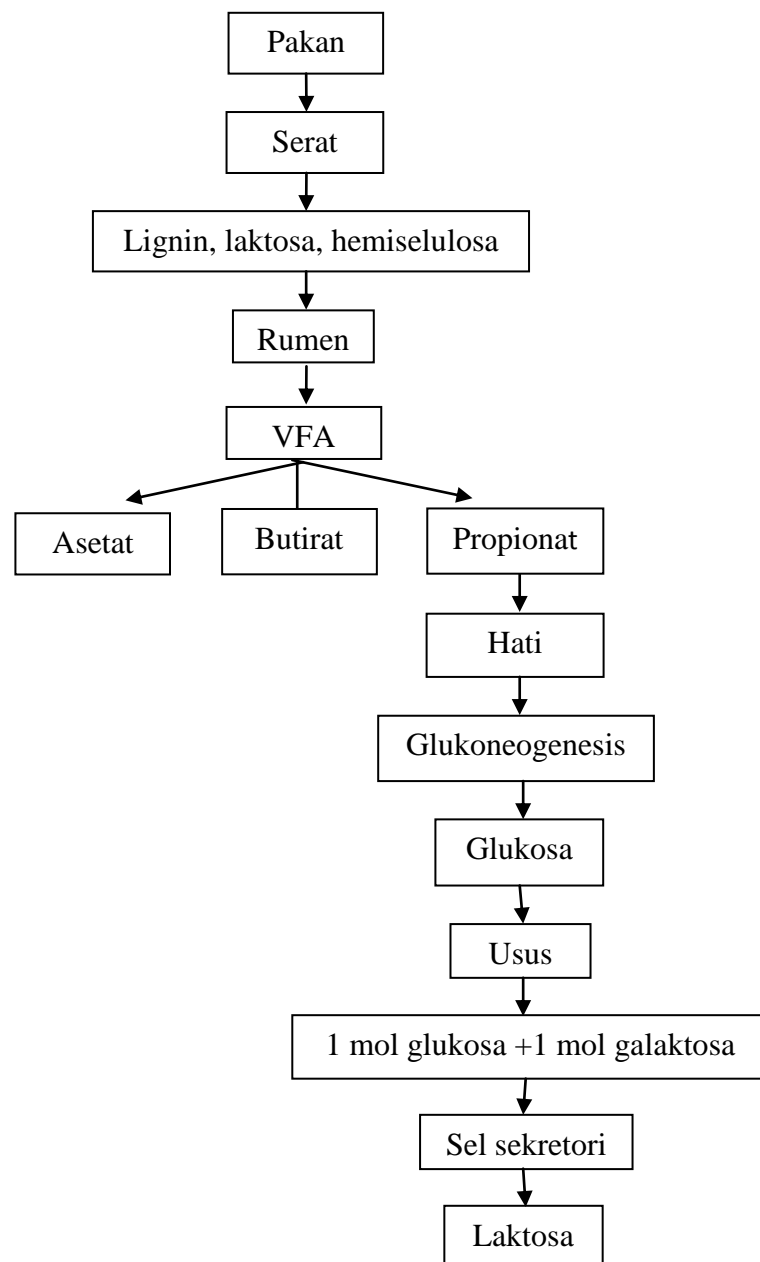 Pakan
Serat
Lignin, laktosa, hemiselulosa
Rumen
VFA
Asetat
Butirat
Propionat
Hati
Glukoneogenesis
Glukosa
Usus
1 mol glukosa +1 mol galaktosa
Sel sekretori
Laktosa